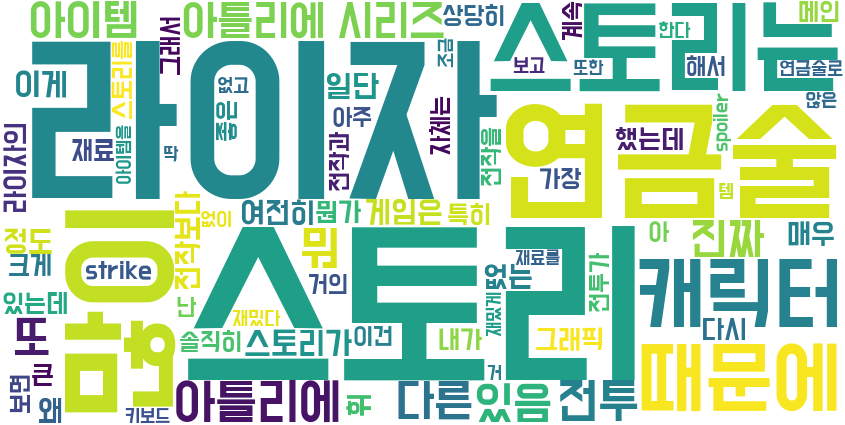 아이템
아틀리에
시리즈
상당히
계속
스토리는
메인
한다
그래서
스토리를
이게
라이자
없고
좋은
일단
조금
보고
또한
해서
연금술로
않은
아주
재료
아이템을
딱
전작과
자체는
전작을
연금술
했는데
spoiler
가장
템
라이자의
정도
힘
전작보다
없이
여전히
뭔가
게임은
특히
스토리
뭐
아
진짜
매우
크게
strike
거의
없는
재료를
전투가
캐릭터
있는데
단
재밌다
솔직히
스토리가
이건
내가
재밌게
그래픽
다시
또
큰
보면
왜
키보드
아틀리에
꽤
다른
있음
거
전투
때문에